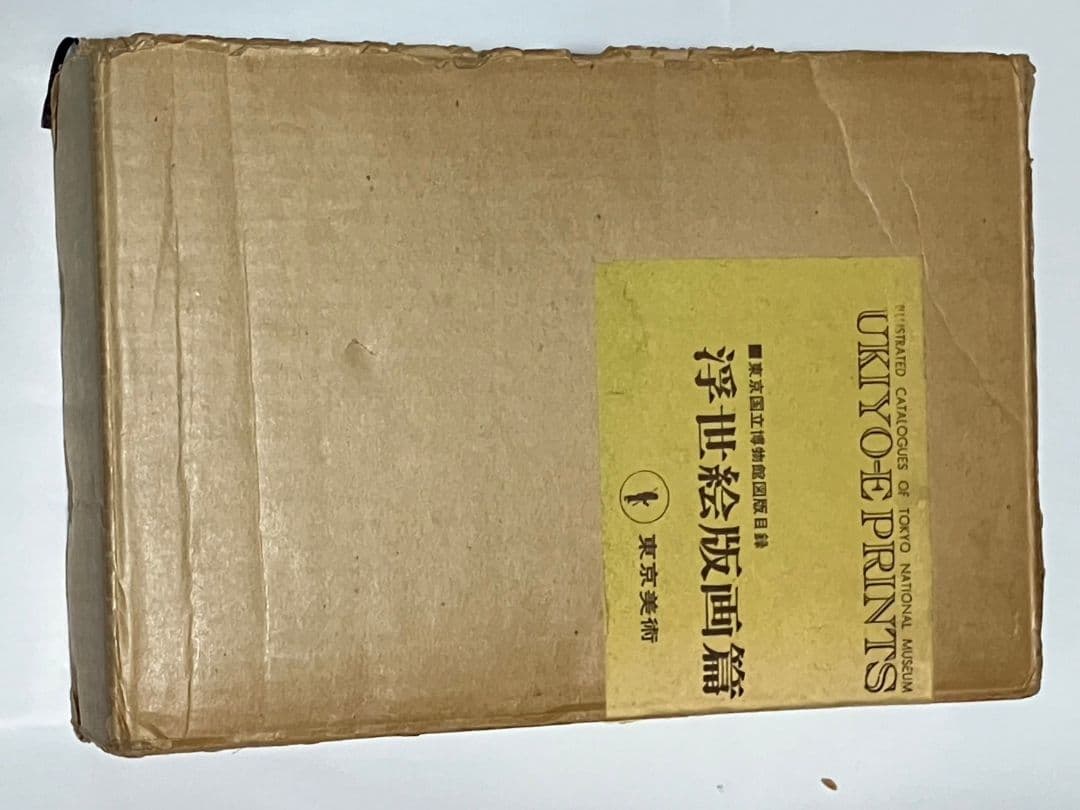 ILLUSTRATED CATALOGUES OF TOKYO NATIONAL MUSEUM
UKIYO-E PRINTS
■東京国立博物館図版目録
浮世絵版画篇
東京美術